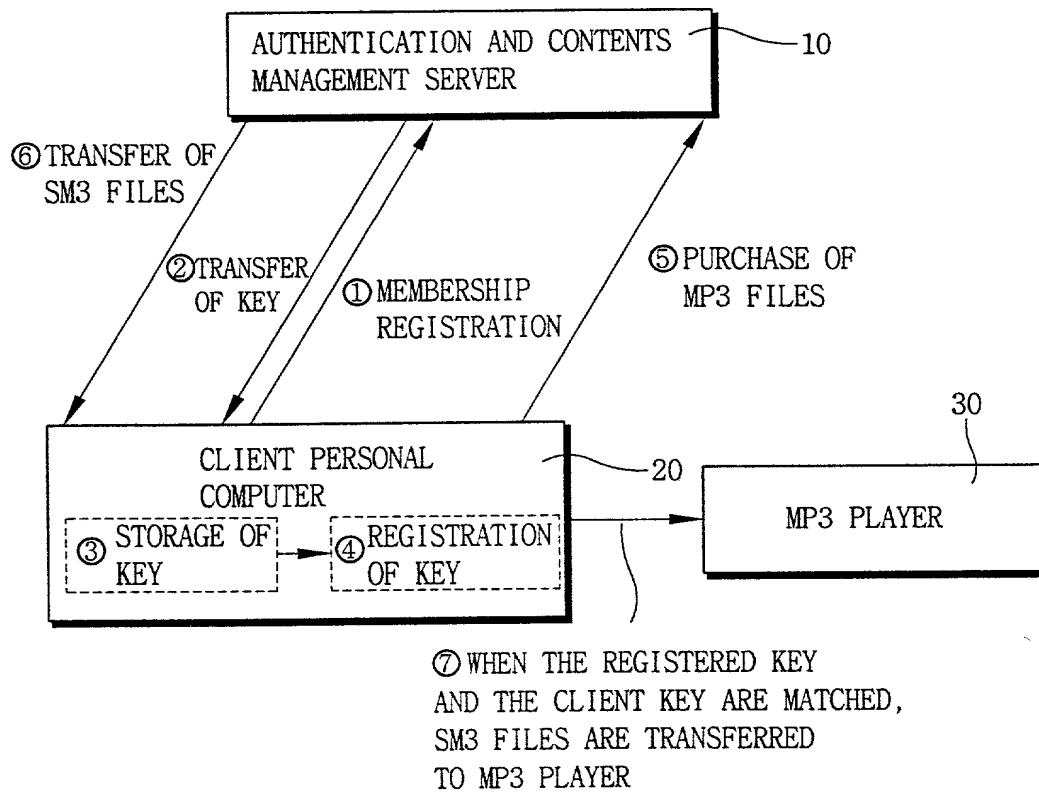 AUTHENTICATION AND CONTENTS
MANAGEMENT SERVER
10
⑥TRANSFER OF
SM3 FILES
②TRANSFER
OF KEY
①MEMBERSHIP
REGISTRATION
⑤PURCHASE OF
MP3 FILES
CLIENT PERSONAL
COMPUTER
20
③ STORAGE OF
KEY
④REGISTRATION
OF KEY
30
MP3 PLAYER
⑦WHEN THE REGISTERED KEY
AND THE CLIENT KEY ARE MATCHED,
SM3 FILES ARE TRANSFERRED
TO MP3 PLAYER